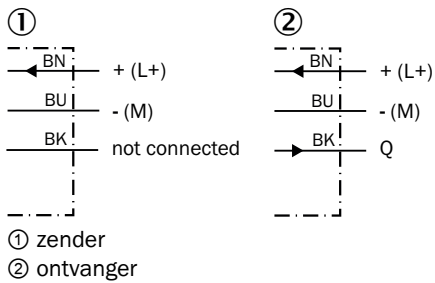 ① ②
BN + (L+) BN + (L+)
BU - (M) BU - (M)
BK not connected BK Q
① zender
② ontvanger